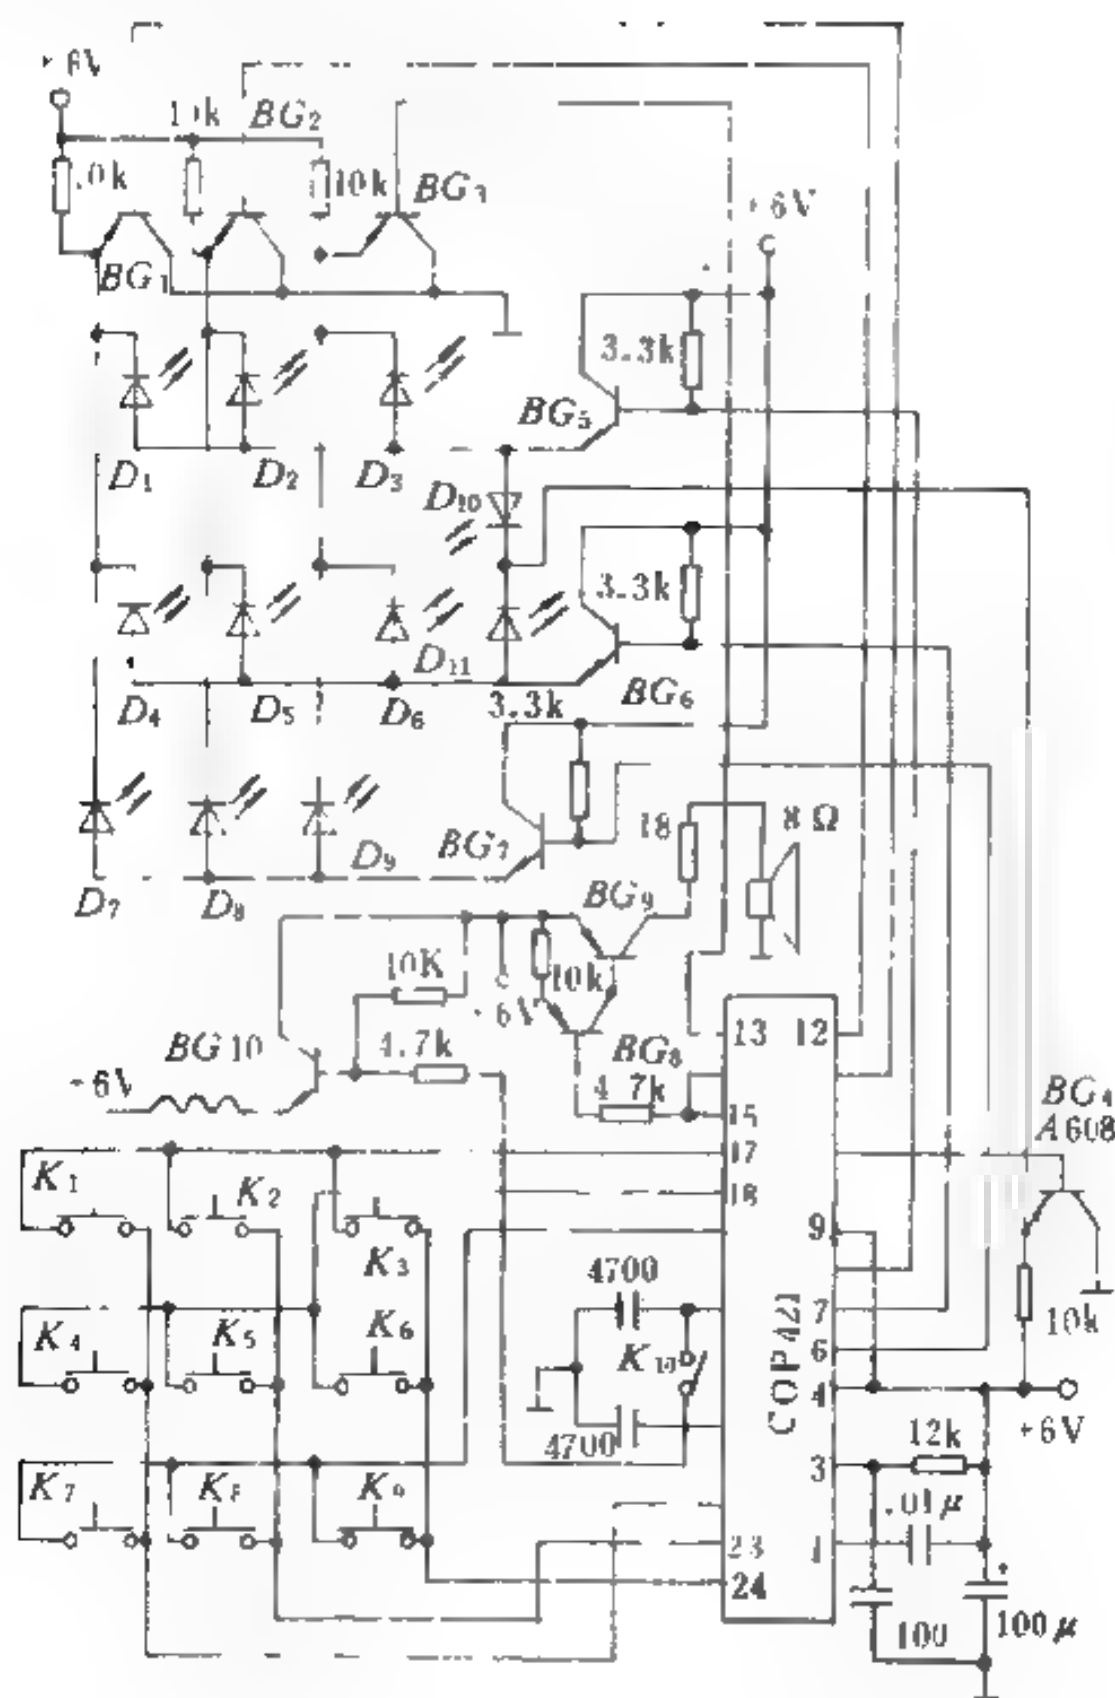 6V
BG2
10k
BG3
+6V
BG1
3.3k
BG5
D1
D2
D3
D10
3.3k
D11
BG6
D4
D5
D6
3.3k
18
8 Ω
BG7
D9
D7
D8
BG9
10K
10k
6V
13
12
BG10
4.7k
BG8
4 7k
15
BG4
A608
+6V
17
K1
K2
18
9
K3
4700
7
10k
K4
K5
K6
K10
6
COP421
4
+6V
4700
12k
3
K7
K8
K9
.01μ
23
1
24
100
100μ